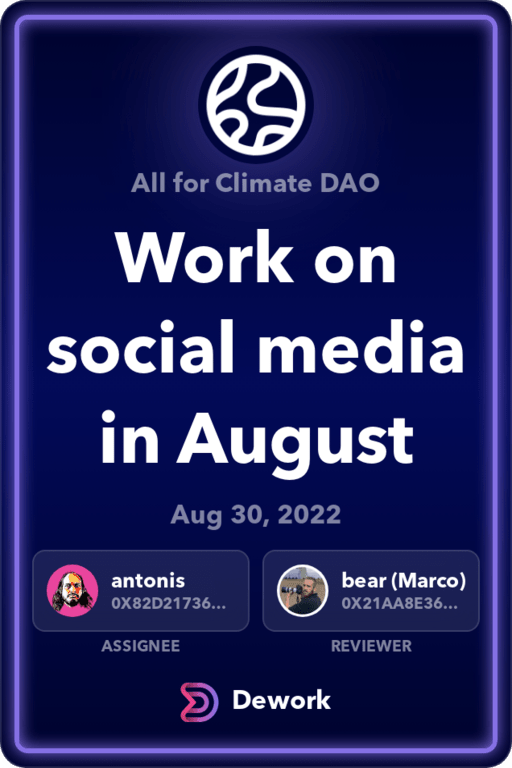 All for Climate DAO
Work on
social media
in August
Aug 30, 2022
antonis
0X82D21736...
ASSIGNEE
bear (Marco)
0X21AA8E36...
REVIEWER
Dework